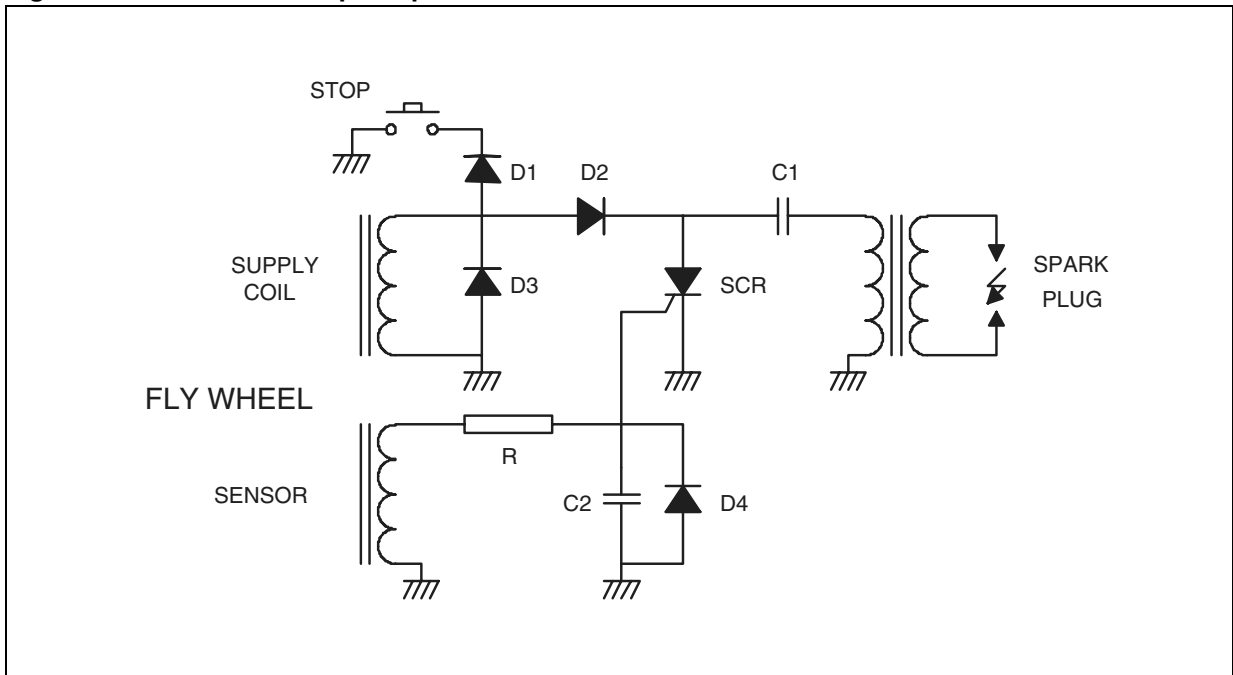 STOP
D1
D2
C1
SUPPLY
COIL
D3
SCR
SPARK
PLUG
FLY WHEEL
R
SENSOR
C2
D4